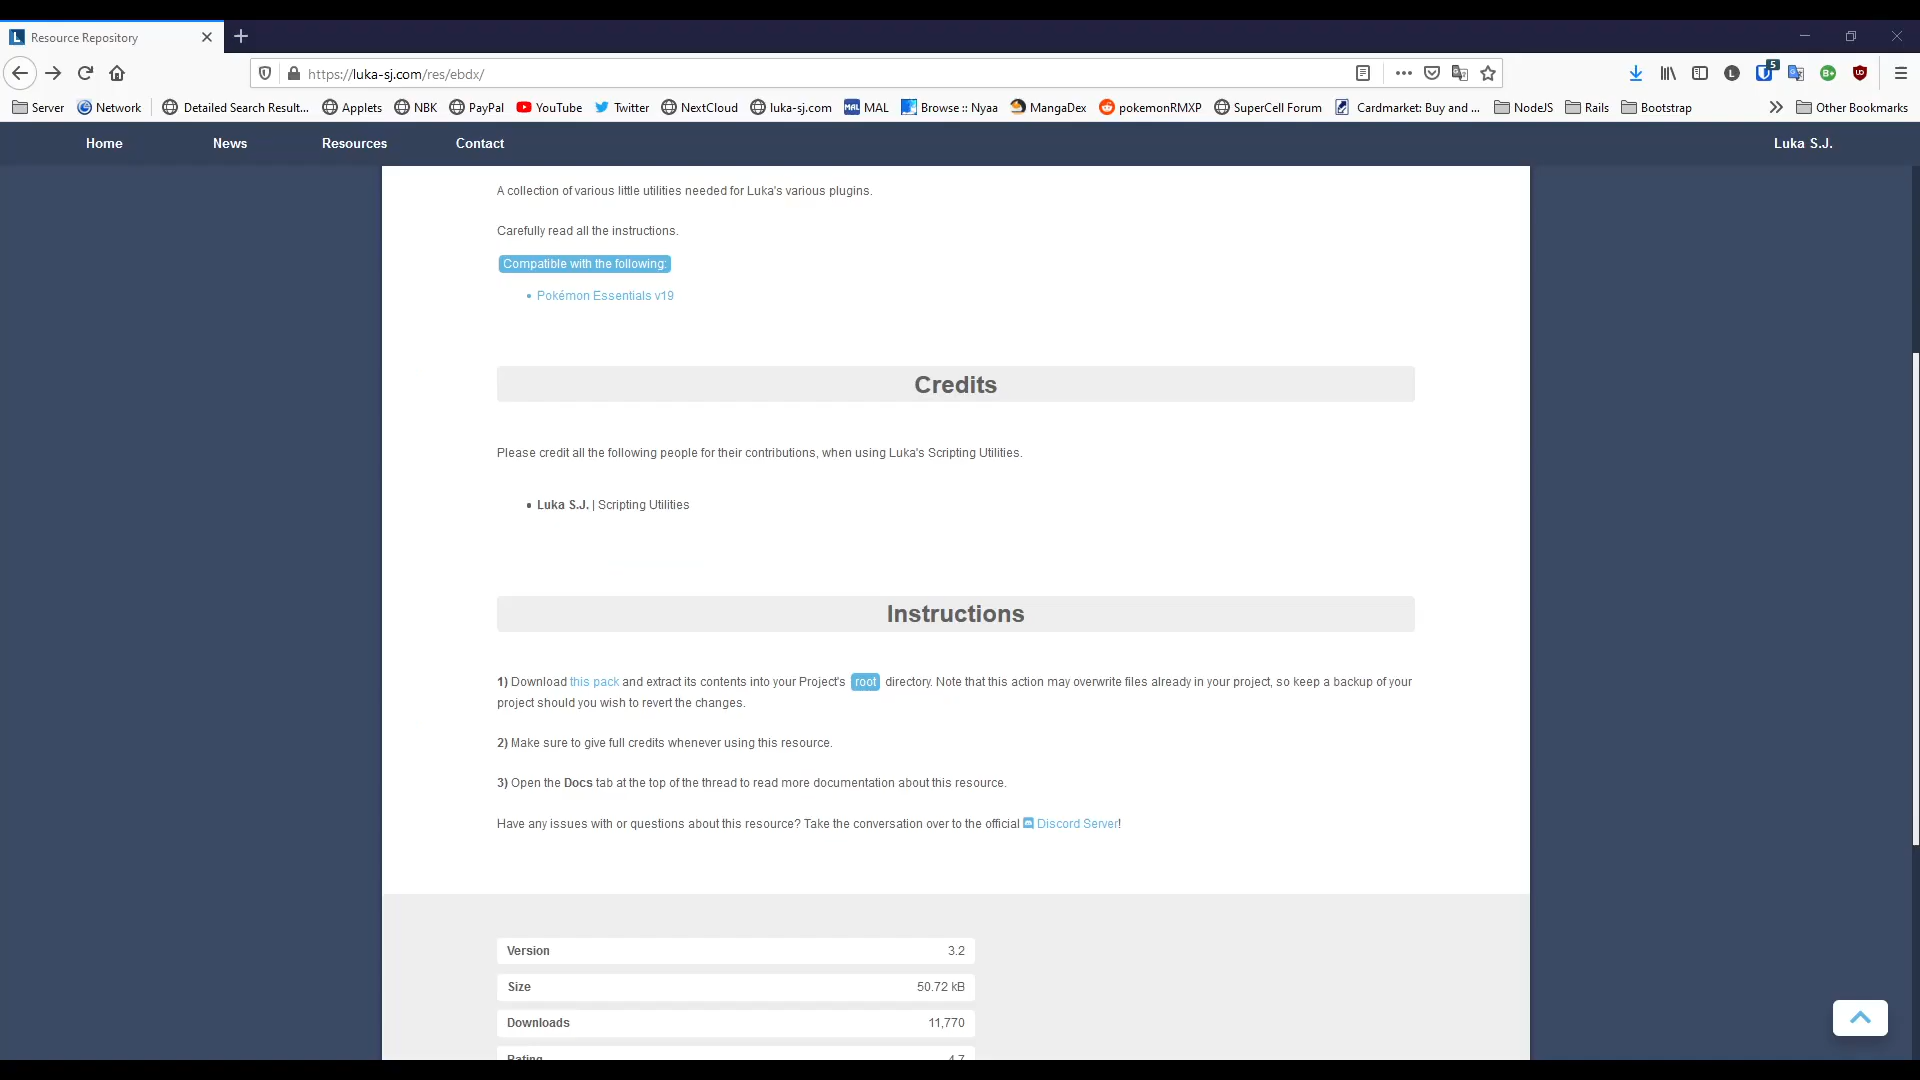 Resource Repository
https://luka-sj.com/res/ebdx/
5
Server Network Detailed Search Result... Applets NBK PayPal YouTube Twitter NextCloud luka-sj.com MAL Browse :: Nyaa MangaDex pokemonRMXP SuperCell Forum Cardmarket: Buy and ... NodeJS Rails Bootstrap Other Bookmarks
Home News Resources Contact Luka S.J.
A collection of various little utilities needed for Luka's various plugins.
Carefully read all the instructions.
Compatible with the following:
• Pokémon Essentials v19
Credits
Please credit all the following people for their contributions, when using Luka's Scripting Utilities.
• Luka S.J. | Scripting Utilities
Instructions
1) Download this pack and extract its contents into your Project's root directory. Note that this action may overwrite files already in your project, so keep a backup of your
project should you wish to revert the changes.
2) Make sure to give full credits whenever using this resource.
3) Open the Docs tab at the top of the thread to read more documentation about this resource.
Have any issues with or questions about this resource? Take the conversation over to the official Discord Server!
Version 3.2
Size 50.72 kB
Downloads 11,770
Rating 4.7